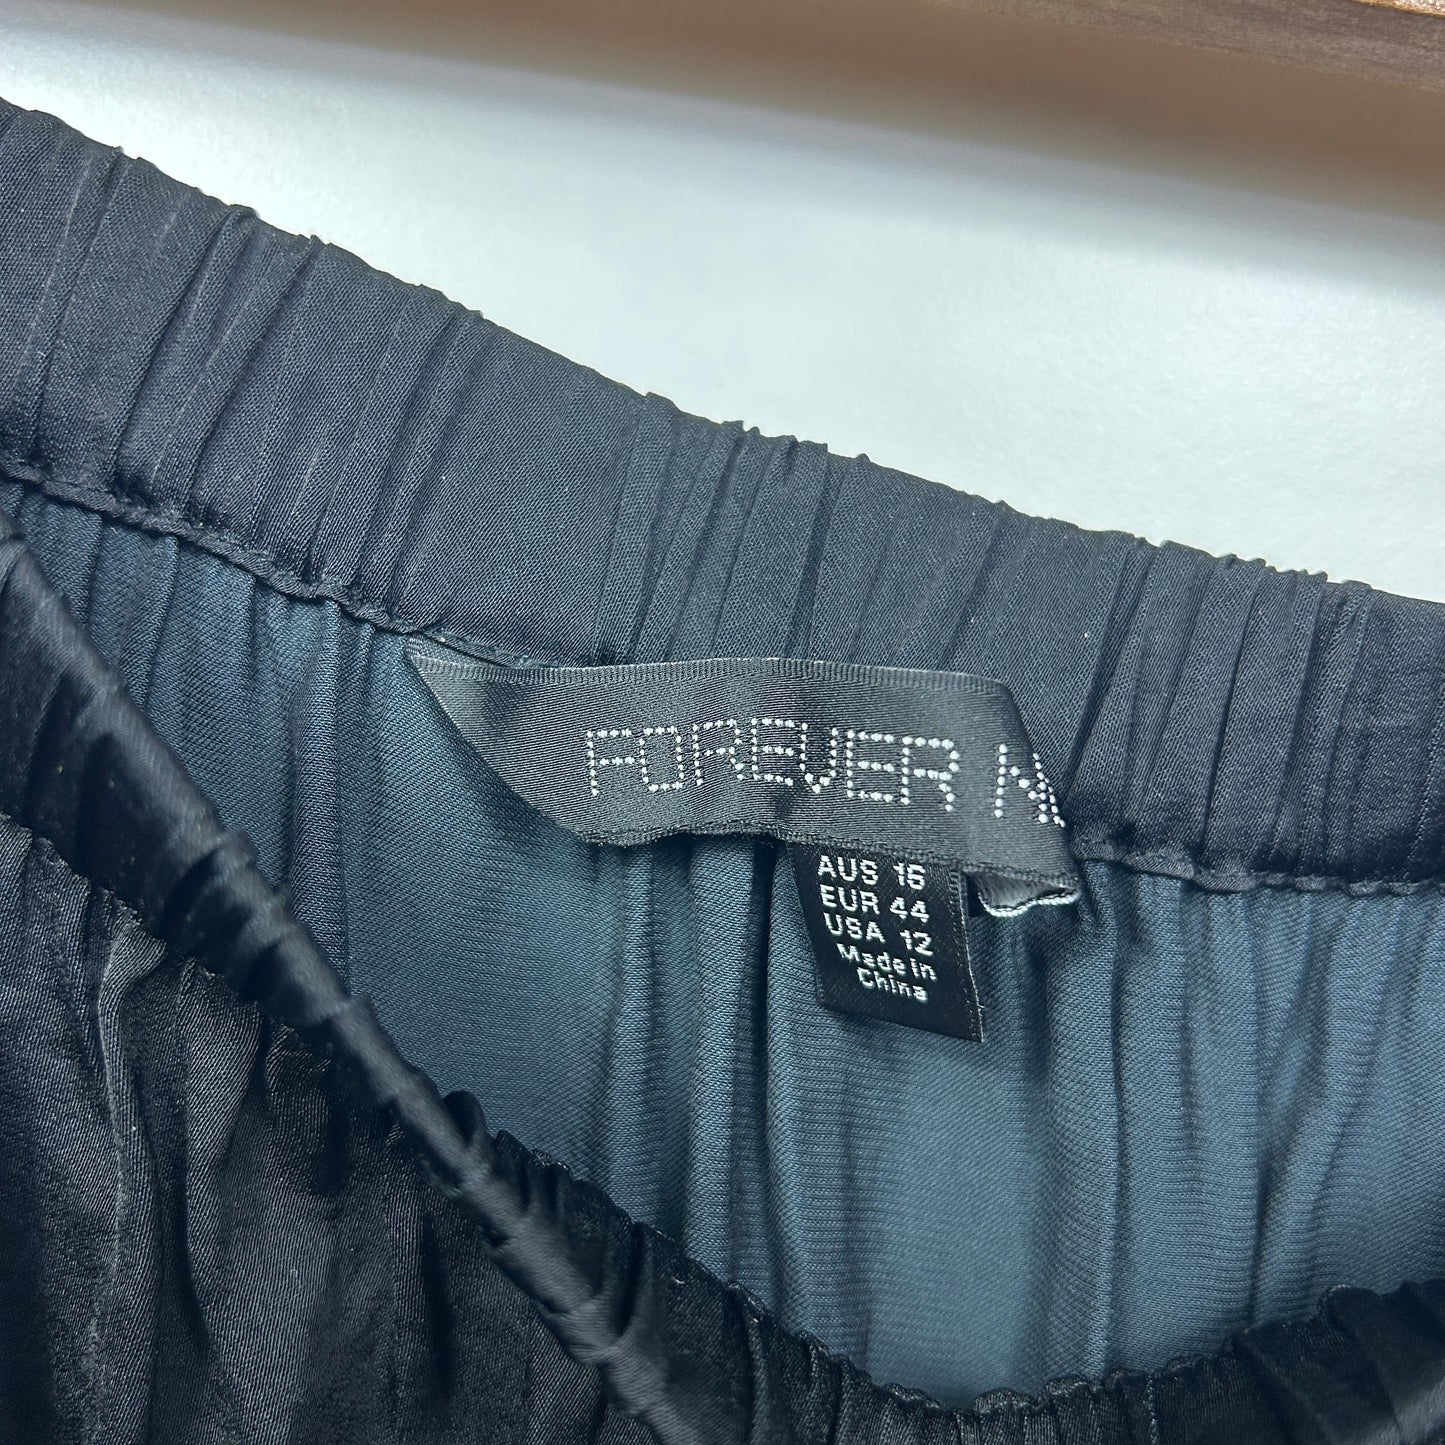 FOREVER N
AUS 16
EUR 44
USA 12
Made in
China